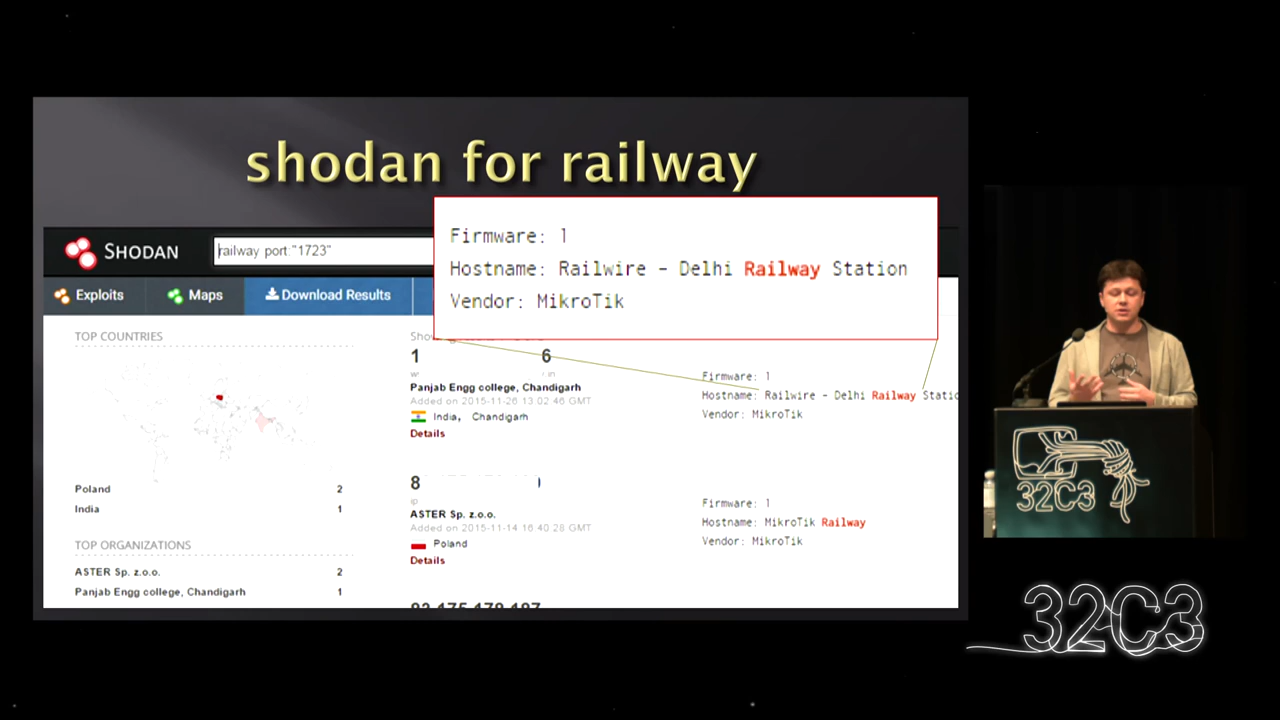 shodan for railway
SHODAN
railway port:"1723"
Firmware: 1
Hostname: Railwire - Delhi Railway Station
Vendor: MikroTik
Exploits
Maps
Download Results
TOP COUNTRIES
Poland 2
India 1
TOP ORGANIZATIONS
ASTER Sp. z.o.o. 2
Panjab Engg college, Chandigarh 1
1 6
Panjab Engg college, Chandigarh
Added on 2015-11-26 13:02:46 GMT
India, Chandigarh
Details
Firmware: 1
Hostname: Railwire - Delhi Railway Statio
Vendor: MikroTik
8
ip
ASTER Sp. z.o.o.
Added on 2015-11-14 16:40:28 GMT
Poland
Details
Firmware: 1
Hostname: MikroTik Railway
Vendor: MikroTik
32C3
32C3